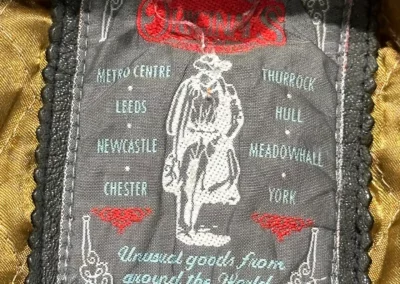 METRO CENTRE
LEEDS
NEWCASTLE
CHESTER
THURROCK
HULL
MEADOWHALL
YORK
Unusual goods from
around the World